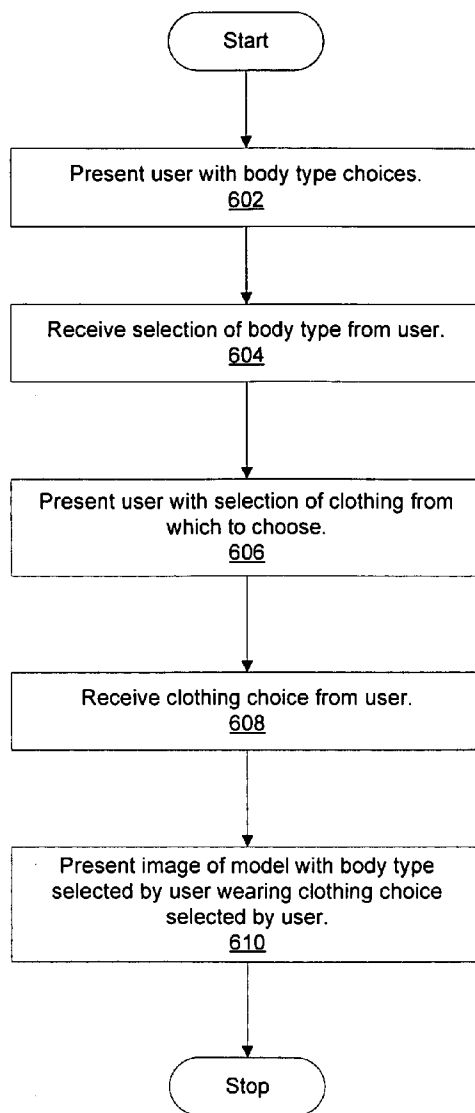 Start
Present user with body type choices.
602
Receive selection of body type from user.
604
Present user with selection of clothing from
which to choose.
606
Receive clothing choice from user.
608
Present image of model with body type
selected by user wearing clothing choice
selected by user.
610
Stop